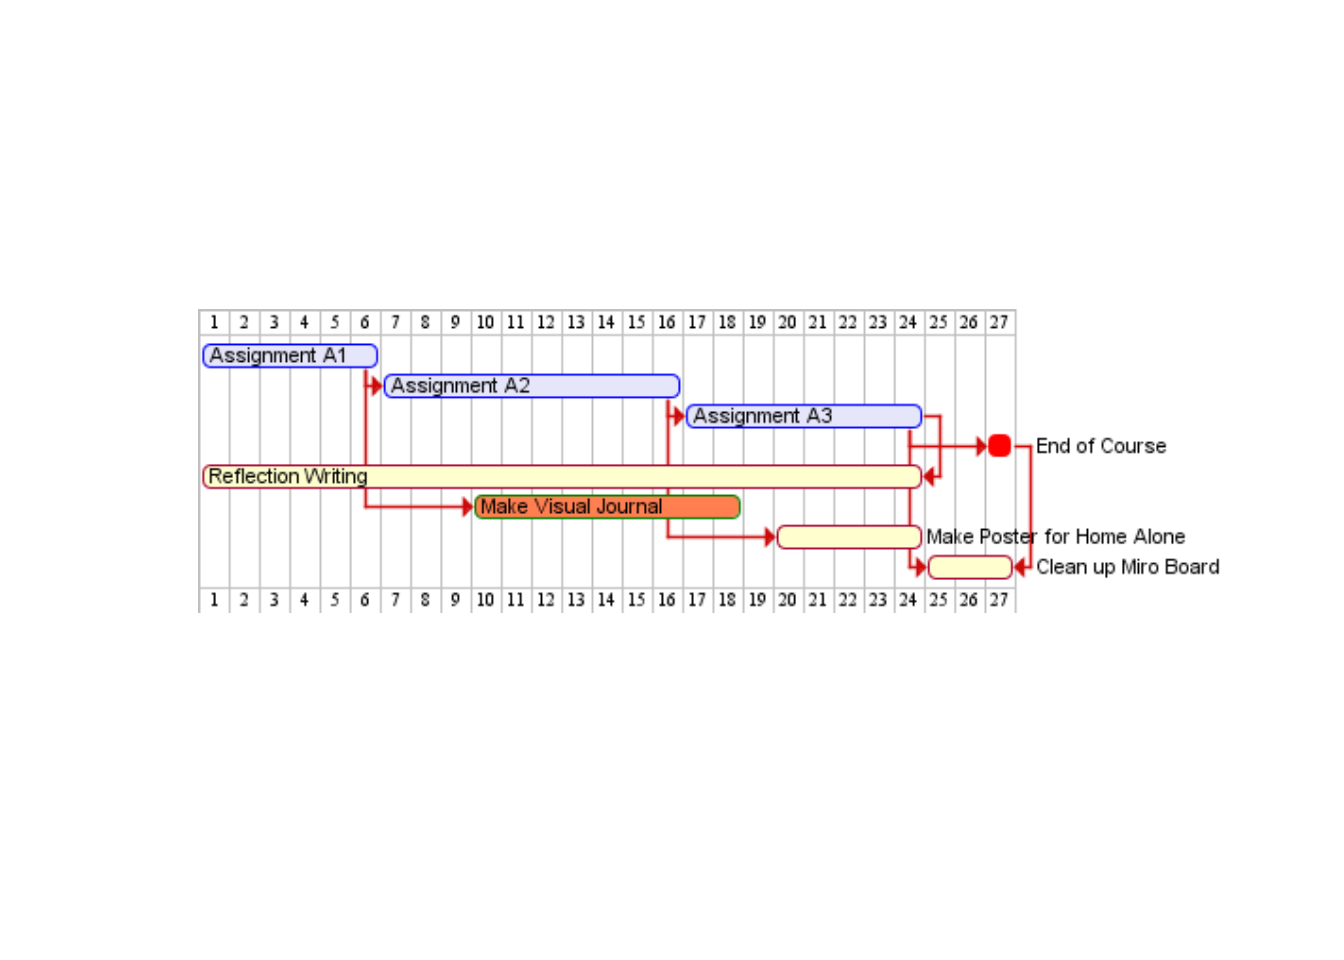 1 2 3 4 5 6 7 8 9 10 11 12 13 14 15 16 17 18 19 20 21 22 23 24 25 26 27
Assignment A1
Assignment A2
Assignment A3
End of Course
Reflection Writing
Make Visual Journal
Make Poster for Home Alone
Clean up Miro Board
1 2 3 4 5 6 7 8 9 10 11 12 13 14 15 16 17 18 19 20 21 22 23 24 25 26 27